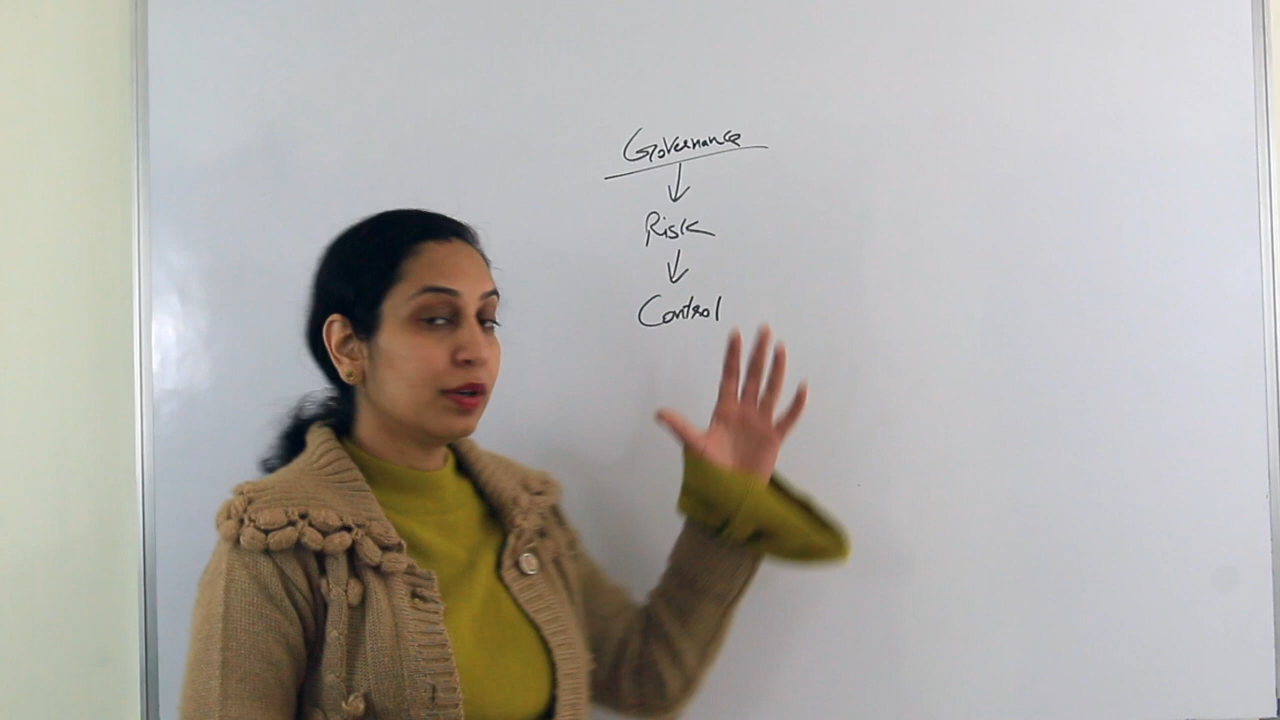 Governance
↓
Risk
↓
Control